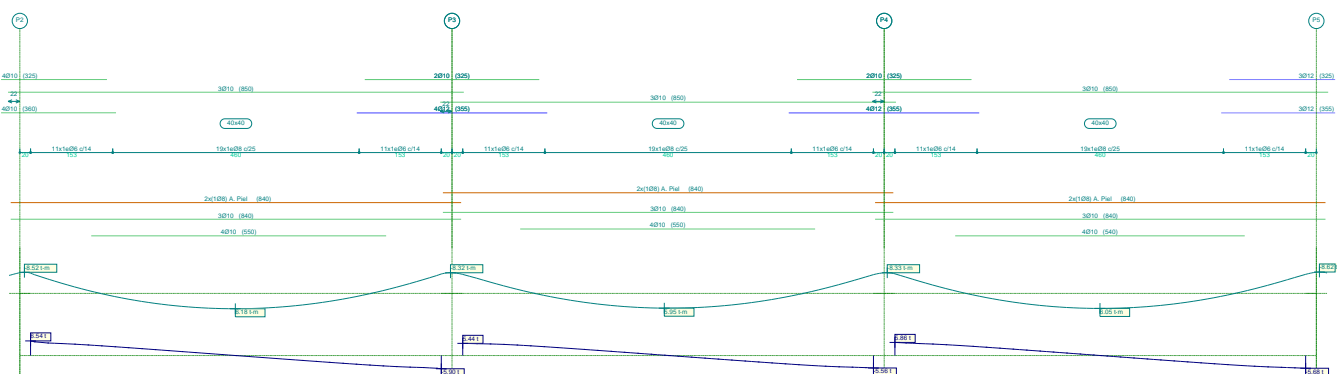 P2 P3 P4 P5
4Ø10 (325) 2Ø10 (325) 2Ø10 (325) 3Ø12 (325)
3Ø10 (850) 3Ø10 (850)
22 22
3Ø10 (850)
4Ø10 (360) 4Ø12 (355) 4Ø12 (355) 3Ø12 (355)
40x40 40x40 40x40
11x1eØ6 c/14 19x1eØ8 c/25 11x1eØ6 c/14 11x1eØ6 c/14 19x1eØ8 c/25 11x1eØ6 c/14 11x1eØ6 c/14 19x1eØ8 c/25 11x1eØ6 c/14
20 153 460 153 20 20 153 460 153 20 20 153 460 153 20
2x(1Ø8) A. Piel (840)
2x(1Ø8) A. Piel (840) 2x(1Ø8) A. Piel (840)
3Ø10 (840)
3Ø10 (840) 3Ø10 (840)
4Ø10 (550)
4Ø10 (550) 4Ø10 (540)
-8.52 t·m -8.32 t·m -8.33 t·m -8.62
6.18 t·m 5.95 t·m 6.05 t·m
6.54 t 6.44 t 6.86 t
-5.90 t -5.56 t -5.68 t